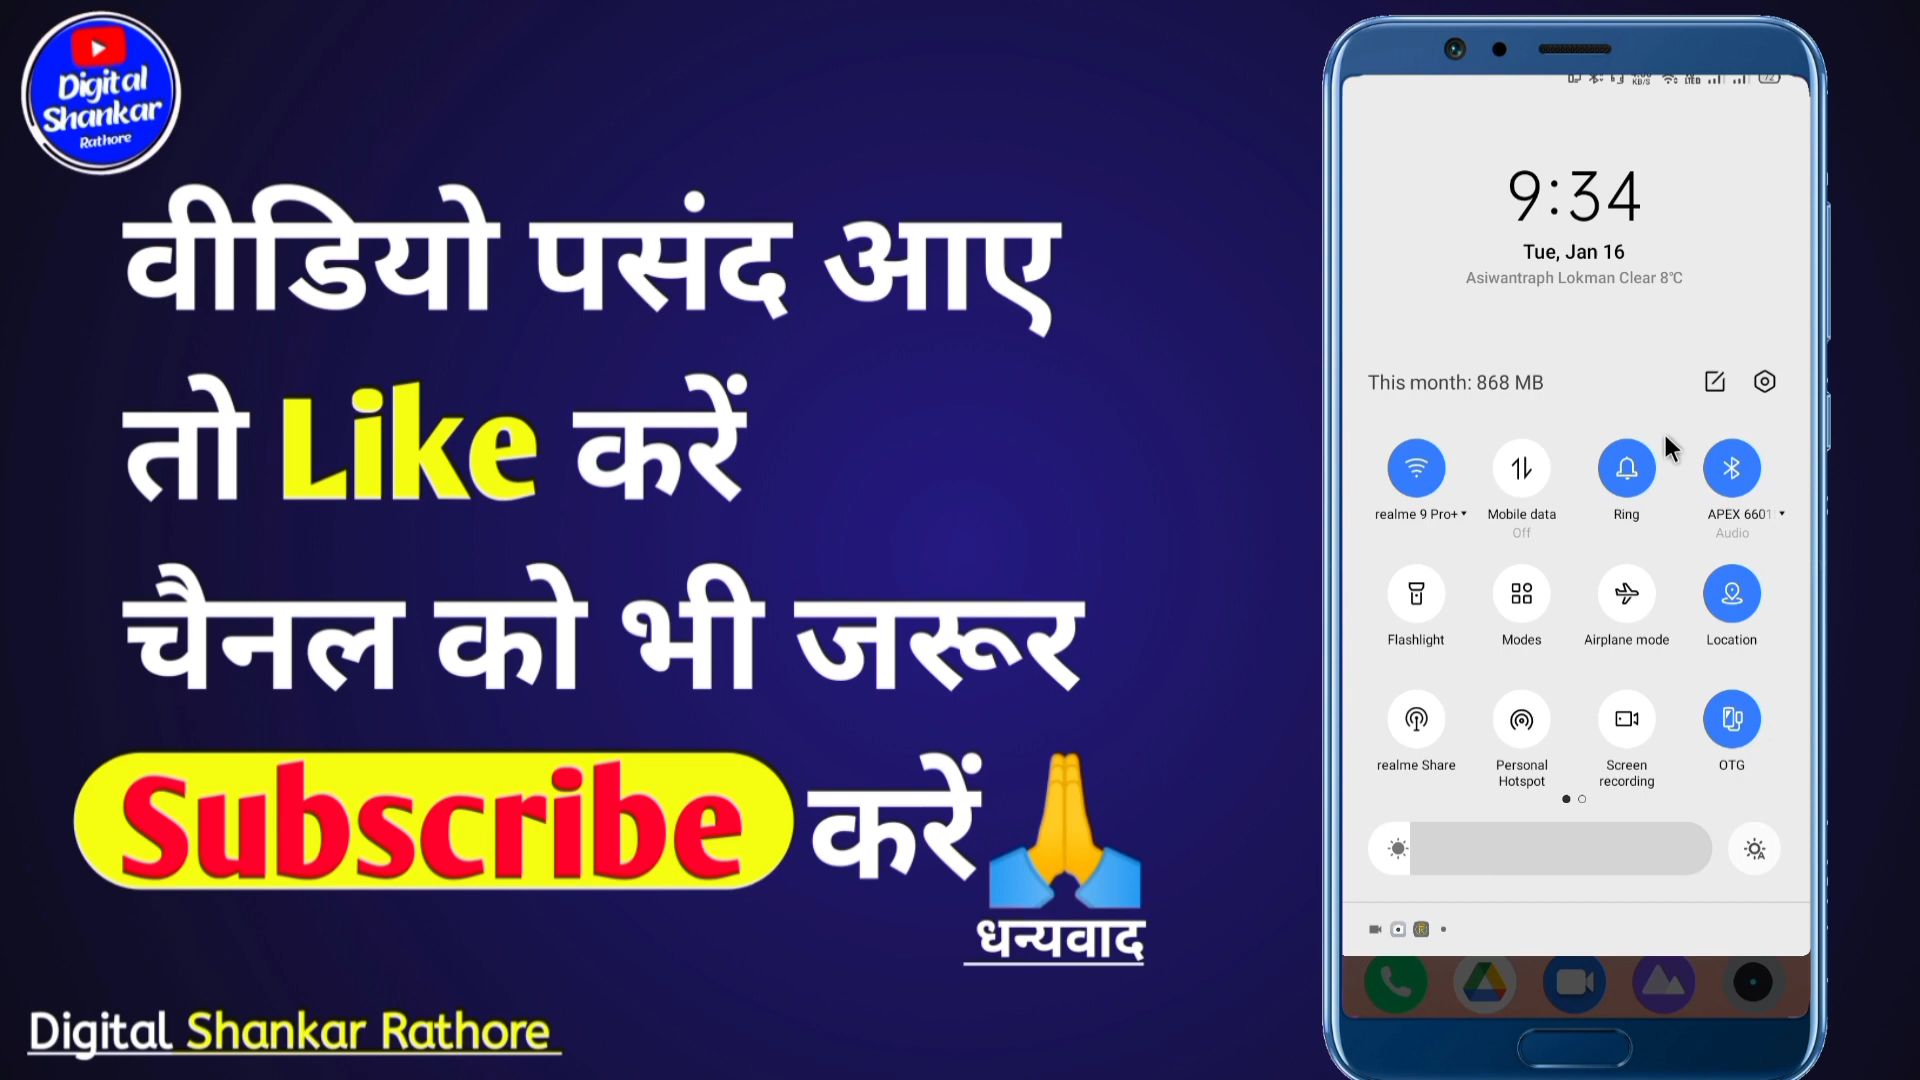 Digital
Shankar
Rathore
वीडियो पसंद आए
तो Like करें
चैनल को भी जरूर
Subscribe करें
धन्यवाद
Digital Shankar Rathore
9:34
Tue, Jan 16
Asiwantraph Lokman Clear 8°C
This month: 868 MB
realme 9 Pro+
Mobile data
Off
Ring
APEX 6601
Audio
Flashlight
Modes
Airplane mode
Location
realme Share
Personal
Hotspot
Screen
recording
OTG